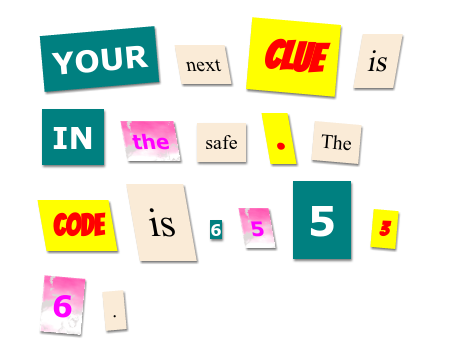 YOUR next CLUE is
IN the safe . The
CODE is 6 5 5 3
6 .